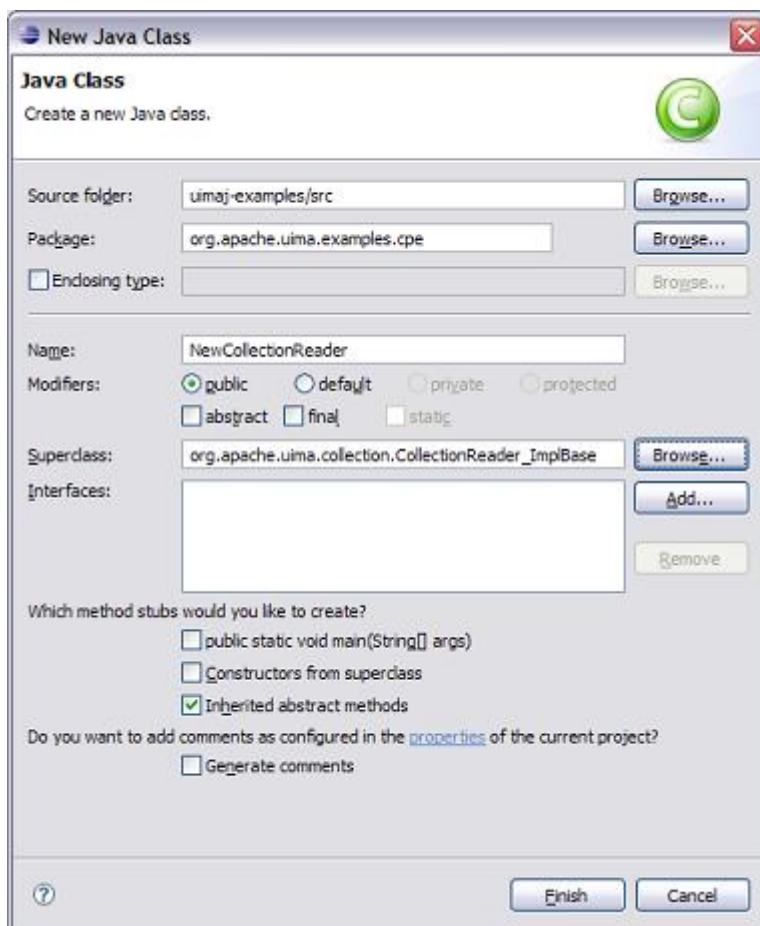 New Java Class
Java Class
Create a new Java class.
Source folder: uimaj-examples/src Browse...
Package: org.apache.uima.examples.cpe Browse...
Enclosing type: Browse...
Name: NewCollectionReader
Modifiers: public default private protected
abstract final static
Superclass: org.apache.uima.collection.CollectionReader_ImplBase Browse...
Interfaces: Add...
Remove
Which method stubs would you like to create?
public static void main(String[] args)
Constructors from superclass
Inherited abstract methods
Do you want to add comments as configured in the properties of the current project?
Generate comments
Finish Cancel